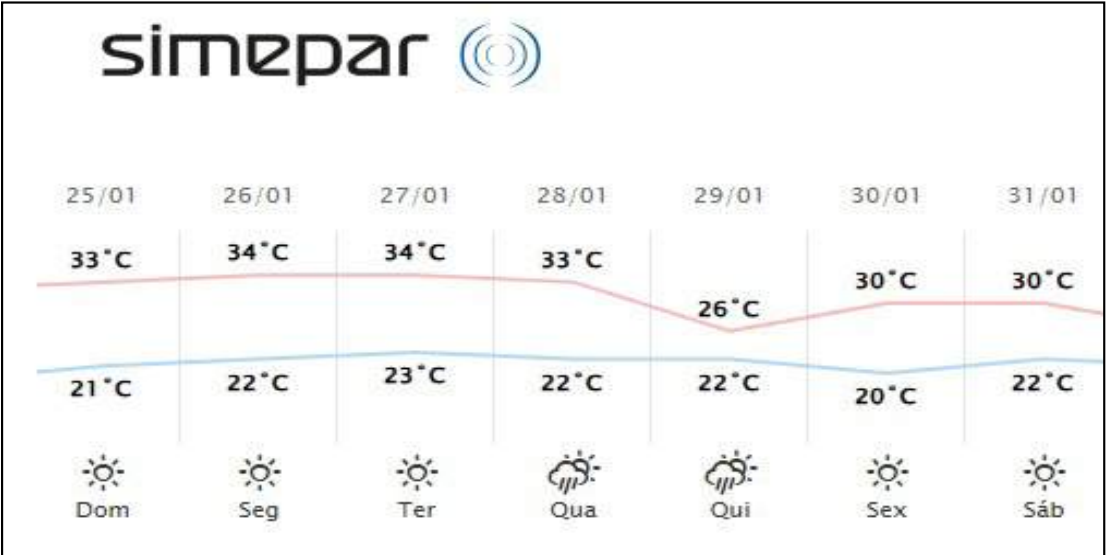 simepar
25/01 26/01 27/01 28/01 29/01 30/01 31/01
33°C 34°C 34°C 33°C 26°C 30°C 30°C
21°C 22°C 23°C 22°C 22°C 20°C 22°C
Dom Seg Ter Qua Qui Sex Sáb